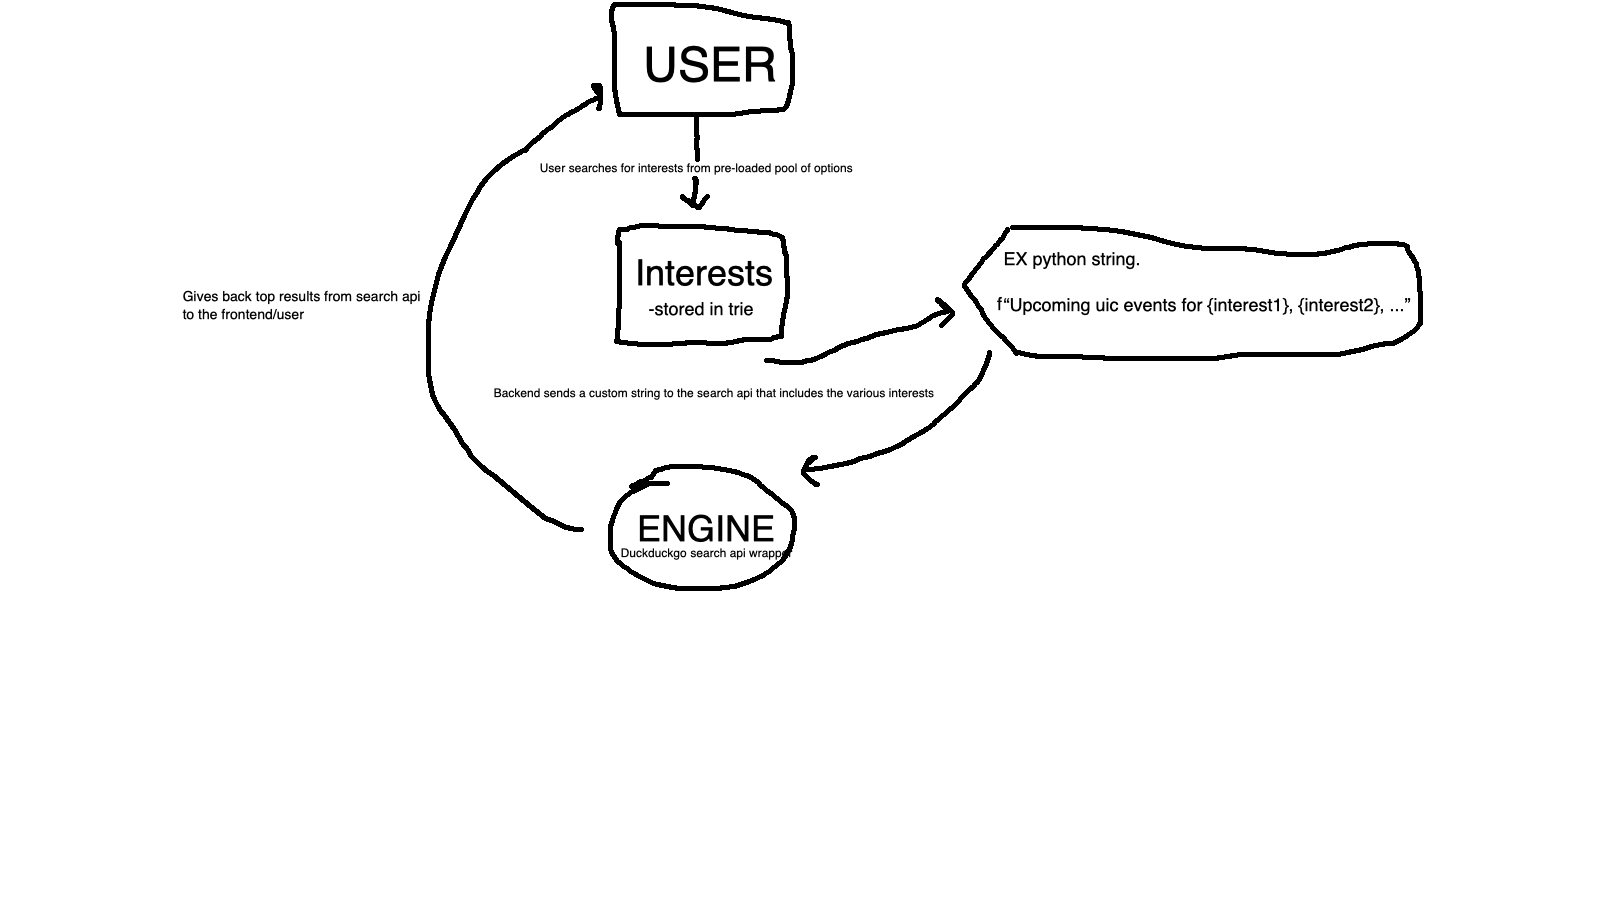 USER
User searches for interests from pre-loaded pool of options
Interests
-stored in trie
EX python string.
f“Upcoming uic events for {interest1}, {interest2}, ...”
Gives back top results from search api
to the frontend/user
Backend sends a custom string to the search api that includes the various interests
ENGINE
Duckduckgo search api wrapper